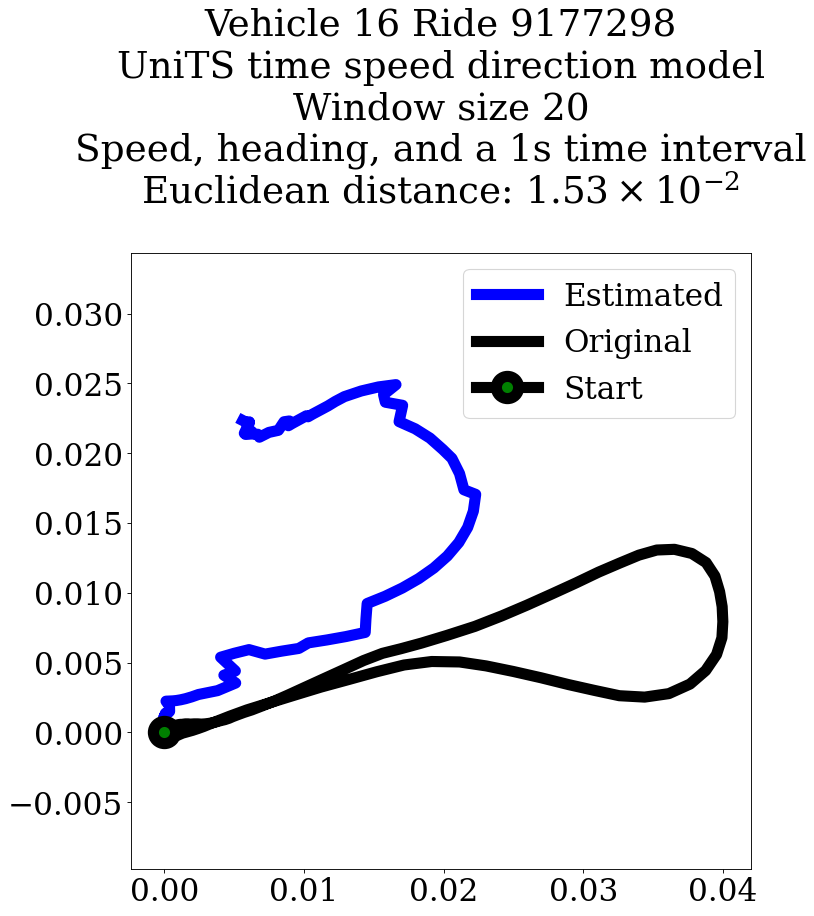 Vehicle 16 Ride 9177298
UniTS time speed direction model
Window size 20
Speed, heading, and a 1s time interval
Euclidean distance: 1.53 × 10⁻²
Estimated
Original
Start
0.030
0.025
0.020
0.015
0.010
0.005
0.000
−0.005
0.00 0.01 0.02 0.03 0.04